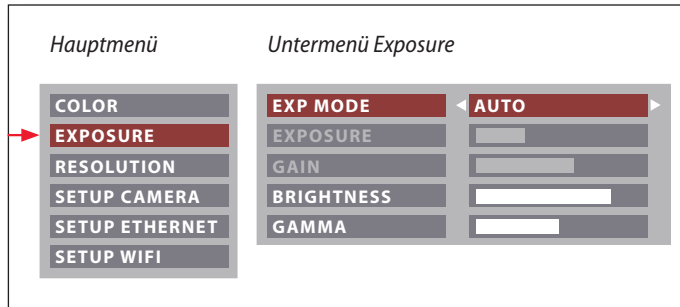 Hauptmenü
Untermenü Exposure
COLOR
EXPOSURE
RESOLUTION
SETUP CAMERA
SETUP ETHERNET
SETUP WIFI
EXP MODE AUTO
EXPOSURE
GAIN
BRIGHTNESS
GAMMA